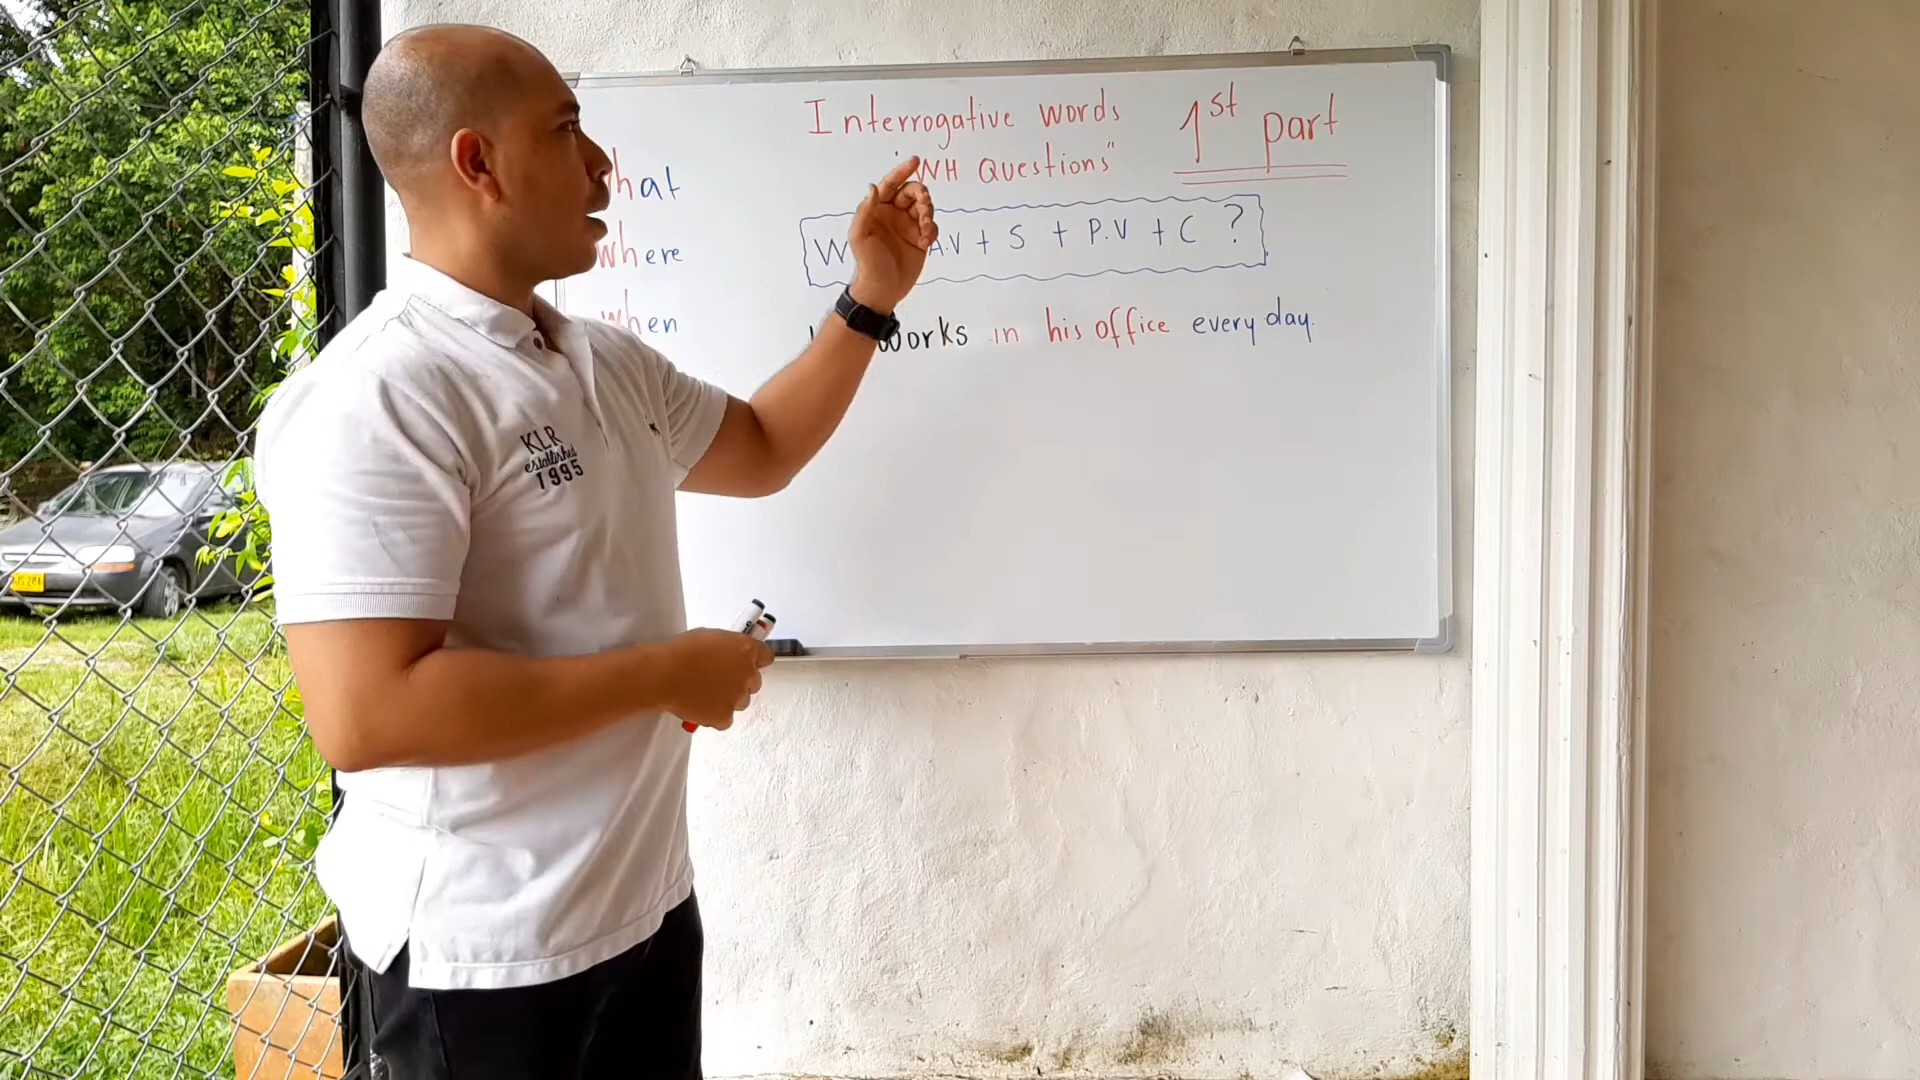 Interrogative words
"WH Questions"
1st part
hat
where
when
W A.V + S + P.V + C ?
works in his office every day.
KLR
established
1995